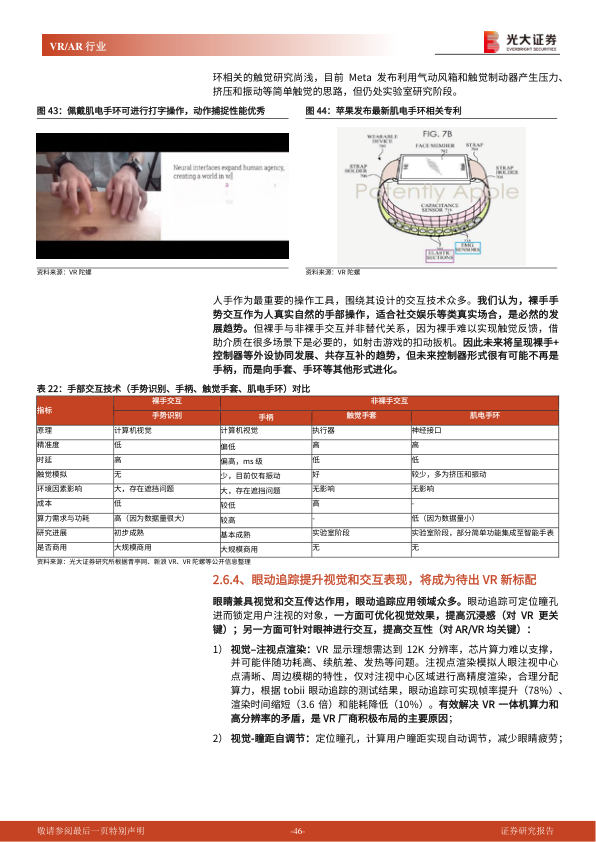 VR/AR 行业
光大证券
EVERBRIGHT SECURITIES
环相关的触觉研究尚浅，目前 Meta 发布利用气动风箱和触觉制动器产生压力、
挤压和振动等简单触觉的思路，但仍处实验室研究阶段。
图 43：佩戴肌电手环可进行打字操作，动作捕捉性能优秀
图 44：苹果发布最新肌电手环相关专利
Neural interfaces expand human agency,
creating a world in w
FIG. 7B
WEARABLE
DEVICE
700
FACE MEMBER
702
STRAP
704
STRAP
HOLDER
706
STRAP
HOLDER
708
Patently Apple
CAPACITANCE
SENSOR 714
ELASTIC
SECTIONS
EMG
SENSORS
资料来源：VR 陀螺
资料来源：VR 陀螺
人手作为最重要的操作工具，围绕其设计的交互技术众多。我们认为，裸手手
势交互作为人真实自然的手部操作，适合社交娱乐等类真实场合，是必然的发
展趋势。但裸手与非裸手交互并非替代关系，因为裸手难以实现触觉反馈，借
助介质在很多场景下是必要的，如射击游戏的扣动扳机。因此未来将呈现裸手+
控制器等外设协同发展、共存互补的趋势，但未来控制器形式很有可能不再是
手柄，而是向手套、手环等其他形式进化。
表 22：手部交互技术（手势识别、手柄、触觉手套、肌电手环）对比
指标 裸手交互 非裸手交互
手势识别 手柄 触觉手套 肌电手环
原理 计算机视觉 计算机视觉 执行器 神经接口
精准度 低 偏低 高 高
时延 高 偏高，ms 级 低 低
触觉模拟 无 少，目前仅有振动 好 较少，多为挤压和振动
环境因素影响 大，存在遮挡问题 大，存在遮挡问题 无影响 无影响
成本 低 较低 高 -
算力需求与功耗 高（因为数据量很大） 较高 - 低（因为数据量小）
研究进展 初步成熟 基本成熟 实验室阶段 实验室阶段，部分简单功能集成至智能手表
是否商用 大规模商用 大规模商用 无 无
资料来源：光大证券研究所根据青亭网、新浪 VR、VR 陀螺等公开信息整理
2.6.4、眼动追踪提升视觉和交互表现，将成为待出 VR 新标配
眼睛兼具视觉和交互传达作用，眼动追踪应用领域众多。眼动追踪可定位瞳孔
进而锁定用户注视的对象，一方面可优化视觉效果，提高沉浸感（对 VR 更关
键）；另一方面可针对眼神进行交互，提高交互性（对 AR/VR 均关键）：
1） 视觉–注视点渲染：VR 显示理想需达到 12K 分辨率，芯片算力难以支撑，
并可能伴随功耗高、续航差、发热等问题。注视点渲染模拟人眼注视中心
点清晰、周边模糊的特性，仅对注视中心区域进行高精度渲染，合理分配
算力，根据 tobii 眼动追踪的测试结果，眼动追踪可实现帧率提升（78%）、
渲染时间缩短（3.6 倍）和能耗降低（10%）。有效解决 VR 一体机算力和
高分辨率的矛盾，是 VR 厂商积极布局的主要原因；
2） 视觉-瞳距自调节：定位瞳孔，计算用户瞳距实现自动调节，减少眼睛疲劳；
敬请参阅最后一页特别声明
-46-
证券研究报告